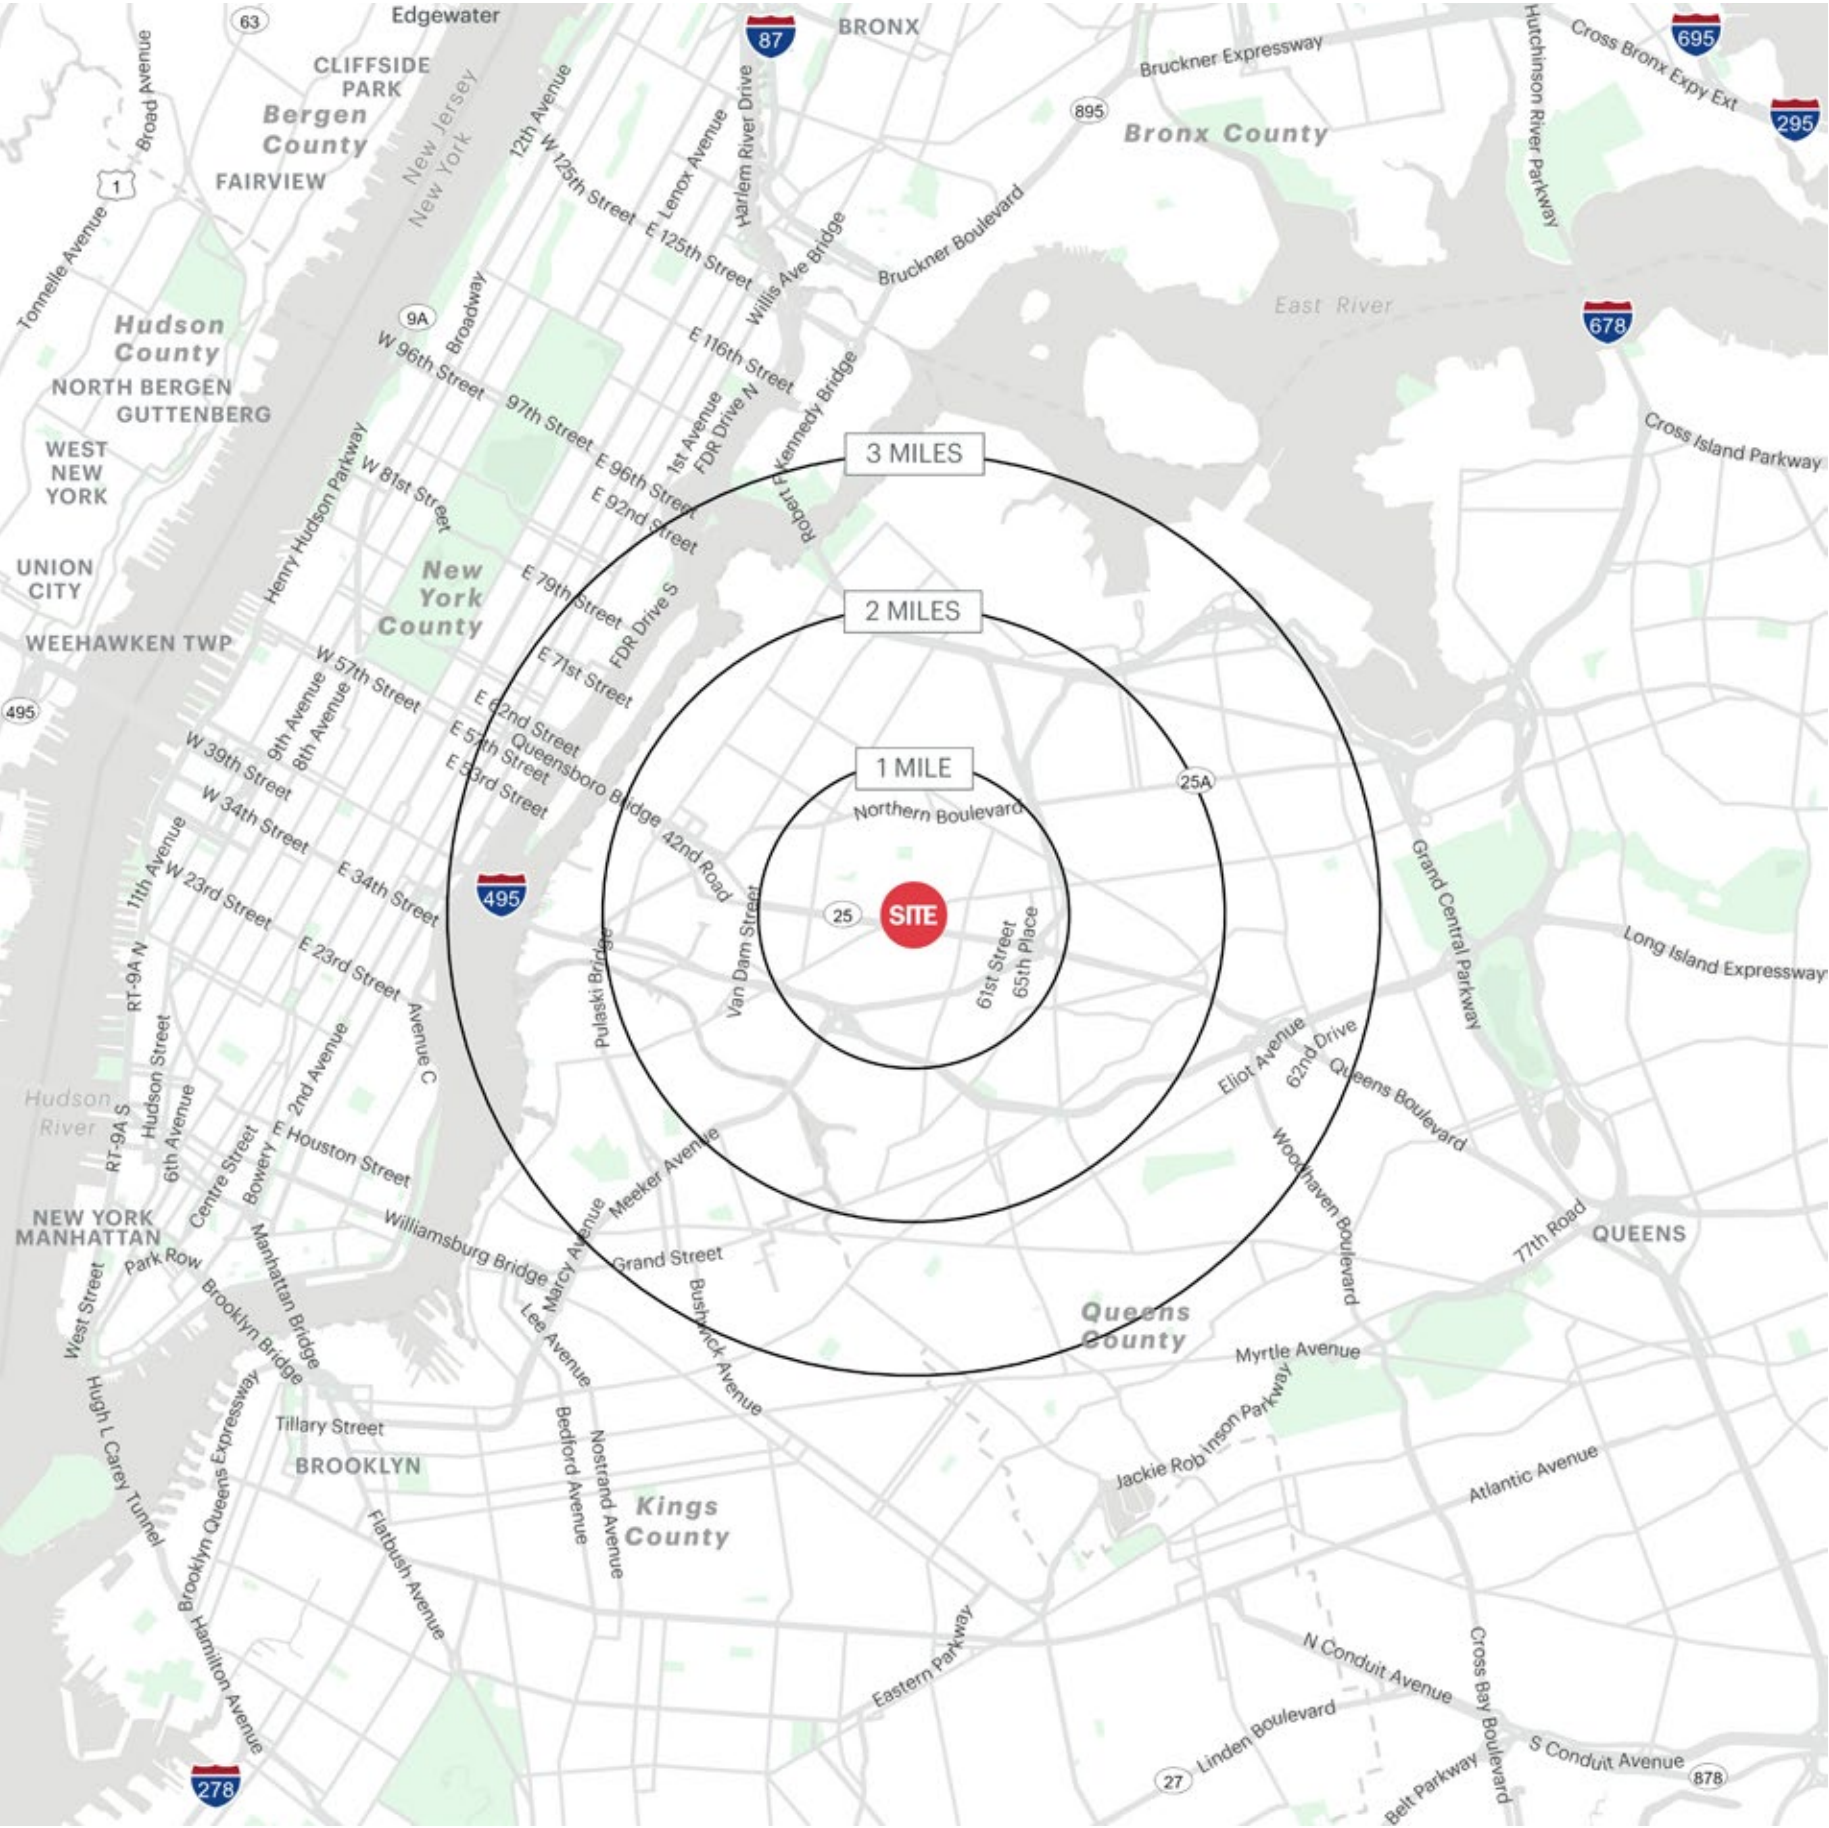 63
Edgewater
87
BRONX
Bruckner Expressway
Hutchinson River Parkway
Cross Bronx Expy Ext
695
295
Broad Avenue
CLIFFSIDE
PARK
Bergen
County
New Jersey
New York
12th Avenue
Harlem River Drive
895
Bronx County
1
FAIRVIEW
W 125th Street
Lenox Avenue
E 125th Street
Willis Ave Bridge
Bruckner Boulevard
Tonnelle Avenue
Hudson
County
9A
Broadway
W 96th Street
E 116th Street
East River
678
NORTH BERGEN
GUTTENBERG
97th Street
1st Avenue
FDR Drive N
Robert F Kennedy Bridge
WEST
NEW
YORK
Henry Hudson Parkway
W 81st Street
E 96th Street
E 92nd Street
3 MILES
Cross Island Parkway
UNION
CITY
New
York
County
E 79th Street
FDR Drive S
2 MILES
WEEHAWKEN TWP
W 57th Street
E 71st Street
495
9th Avenue
8th Avenue
E 62nd Street
E 57th Street
E 53rd Street
Queensboro Bridge
W 39th Street
W 34th Street
1 MILE
Northern Boulevard
25A
42nd Road
11th Avenue
W 23rd Street
E 34th Street
495
Van Dam Street
25
SITE
61st Street
65th Place
Grand Central Parkway
Long Island Expressway
RT-9A N
E 23rd Street
Avenue C
Pulaski Bridge
Hudson
River
Hudson Street
2nd Avenue
Eliot Avenue
62nd Drive
Queens Boulevard
RT-9A S
6th Avenue
Centre Street
Bowery
E Houston Street
Meeker Avenue
Woodhaven Boulevard
NEW YORK
MANHATTAN
Park Row
Williamsburg Bridge
Marcy Avenue
Grand Street
77th Road
QUEENS
West Street
Brooklyn Bridge
Manhattan Bridge
Lee Avenue
Bushwick Avenue
Queens
County
Myrtle Avenue
Hugh L Carey Tunnel
Brooklyn Queens Expressway
Tillary Street
BROOKLYN
Bedford Avenue
Nostrand Avenue
Kings
County
Jackie Robinson Parkway
Atlantic Avenue
Flatbush Avenue
Hamilton Avenue
Eastern Parkway
N Conduit Avenue
Cross Bay Boulevard
278
27
Linden Boulevard
Belt Parkway
S Conduit Avenue
878